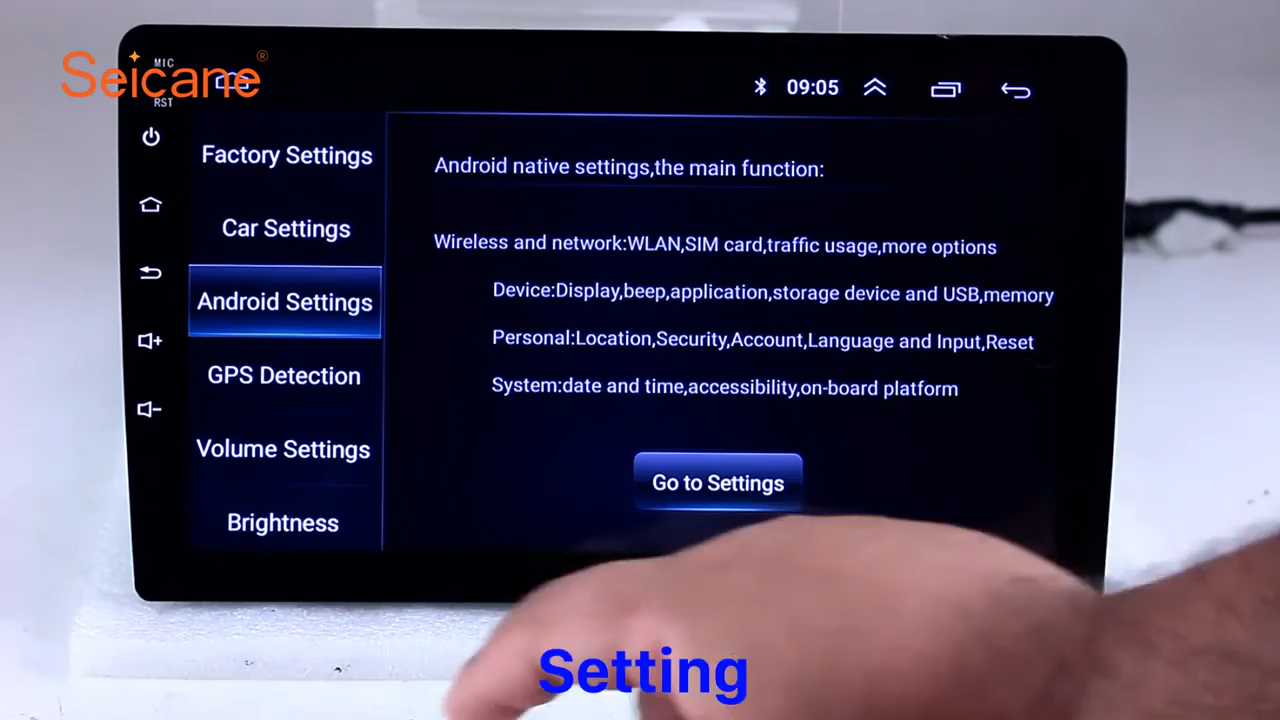 Seicane®
MIC
RST
09:05
Factory Settings
Car Settings
Android Settings
GPS Detection
Volume Settings
Brightness
Android native settings,the main function:
Wireless and network:WLAN,SIM card,traffic usage,more options
Device:Display,beep,application,storage device and USB,memory
Personal:Location,Security,Account,Language and Input,Reset
System:date and time,accessibility,on-board platform
Go to Settings
Setting